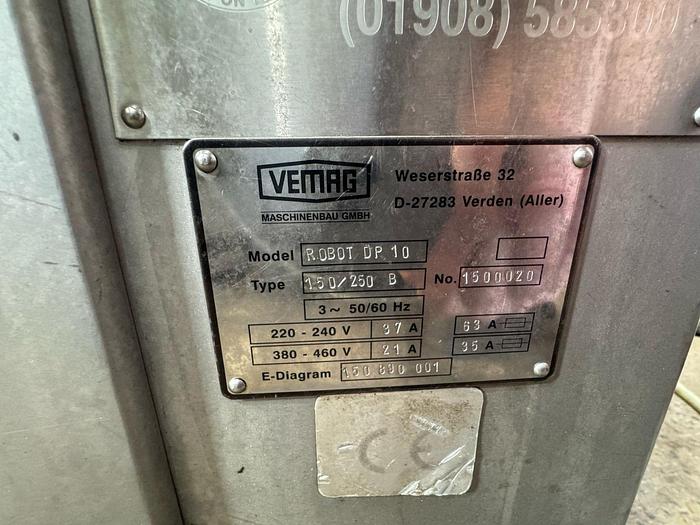 (01908) 585300
VEMAG
MASCHINENBAU GMBH
Weserstraße 32
D-27283 Verden (Aller)
Model ROBOT DP 10
Type 150/250 B No. 1500020
3~ 50/60 Hz
220 - 240 V 37 A 63 A
380 - 460 V 21 A 35 A
E-Diagram 150 890 001
CE